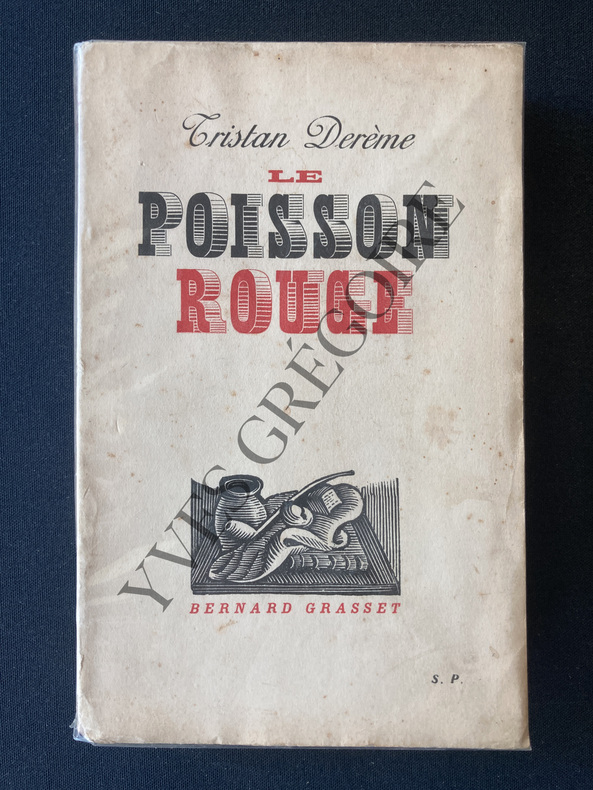 Tristan Derème
LE
POISSON
ROUGE
YVES GRÉGOIRE
BERNARD GRASSET
S. P.